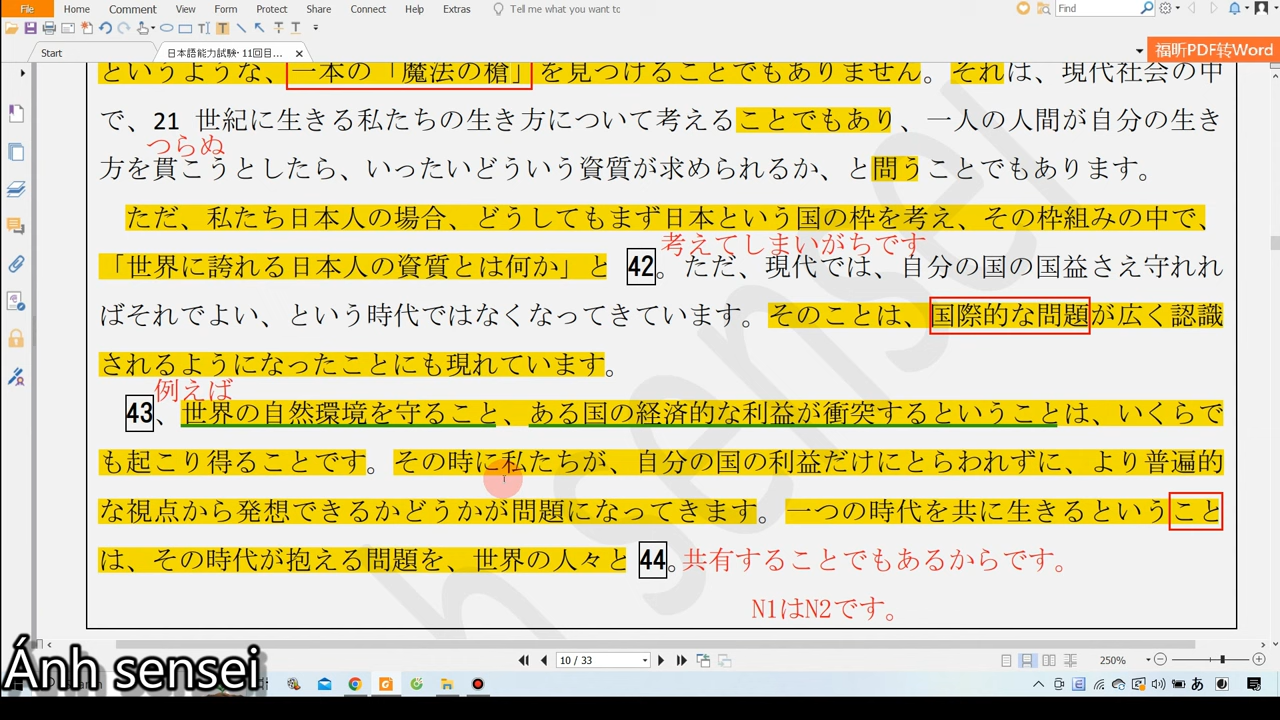 File Home Comment View Form Protect Share Connect Help Extras Tell me what you want tc Find
福昕PDF转Word
Start 日本語能力試験・11回目...
というような、一本の「魔法の槍」を見つけることでもありません。それは、現代社会の中
で、21 世紀に生きる私たちの生き方について考えることでもあり、一人の人間が自分の生き
つらぬ
方を貫こうとしたら、いったいどういう資質が求められるか、と問うことでもあります。
ただ、私たち日本人の場合、どうしてもまず日本という国の枠を考え、その枠組みの中で、
考えてしまいがちです
「世界に誇れる日本人の資質とは何か」と 42。ただ、現代では、自分の国の国益さえ守れれ
ばそれでよい、という時代ではなくなってきています。そのことは、国際的な問題が広く認識
されるようになったことにも現れています。
例えば
43、世界の自然環境を守ること、ある国の経済的な利益が衝突するということは、いくらで
も起こり得ることです。その時に私たちが、自分の国の利益だけにとらわれずに、より普遍的
な視点から発想できるかどうかが問題になってきます。一つの時代を共に生きるということ
は、その時代が抱える問題を、世界の人々と 44。共有することでもあるからです。
N1はN2です。
h sensei
10 / 33
250%
Ánh sensei
あ